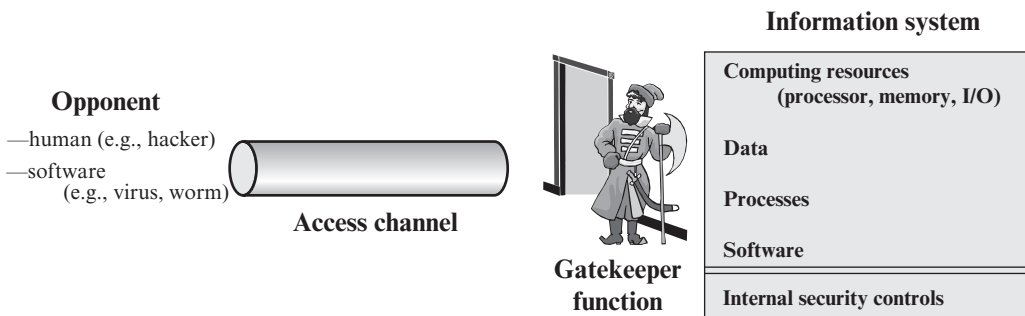 Information system
Opponent
—human (e.g., hacker)
—software
(e.g., virus, worm)
Access channel
Gatekeeper
function
Computing resources
(processor, memory, I/O)
Data
Processes
Software
Internal security controls